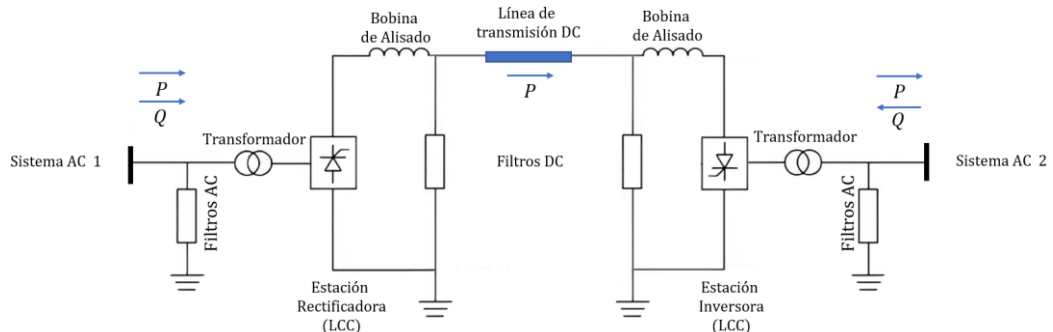 Bobina
de Alisado
Línea de
transmisión DC
Bobina
de Alisado
P
Q
P
P
Q
Transformador
Transformador
Sistema AC 1
Filtros DC
Sistema AC 2
Filtros AC
Filtros AC
Estación
Rectificadora
(LCC)
Estación
Inversora
(LCC)